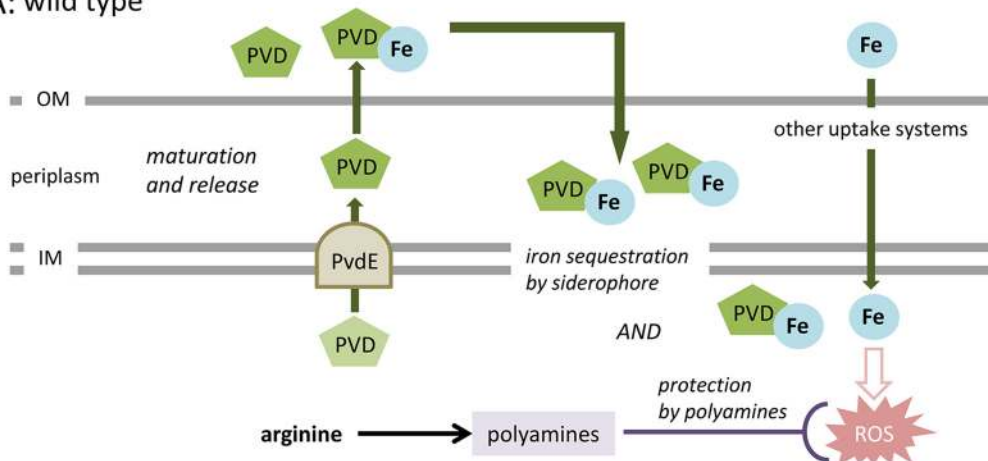 A: wild type
PVD
PVD
Fe
Fe
OM
other uptake systems
maturation
and release
periplasm
PVD
PVD
Fe
PVD
Fe
IM
PvdE
iron sequestration
by siderophore
PVD
Fe
Fe
PVD
AND
protection
by polyamines
arginine
polyamines
ROS